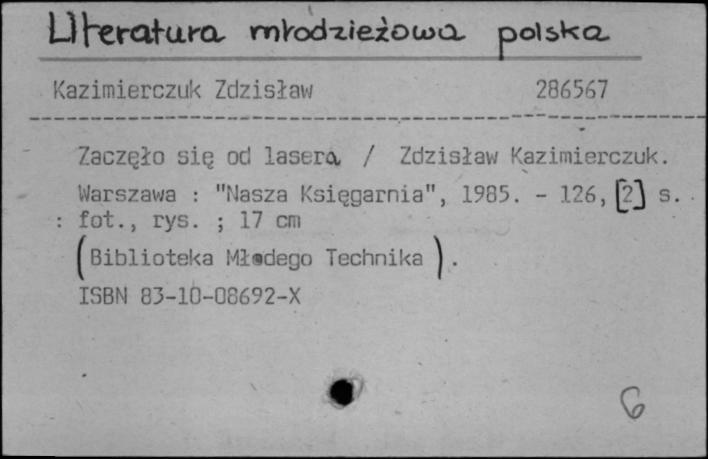 Literatura młodzieżowa polska
Kazimierczuk Zdzisław 286567
Zaczęło się od lasera / Zdzisław Kazimierczuk.
Warszawa : "Nasza Księgarnia", 1985. - 126, [2] s.
: fot., rys. ; 17 cm
(Biblioteka Młodego Technika).
ISBN 83-10-08692-X
6